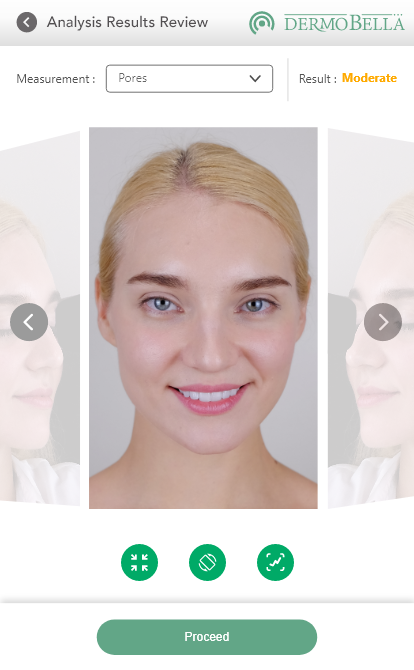 Analysis Results Review
DERMOBELLA
Measurement : Pores Result : Moderate
Proceed